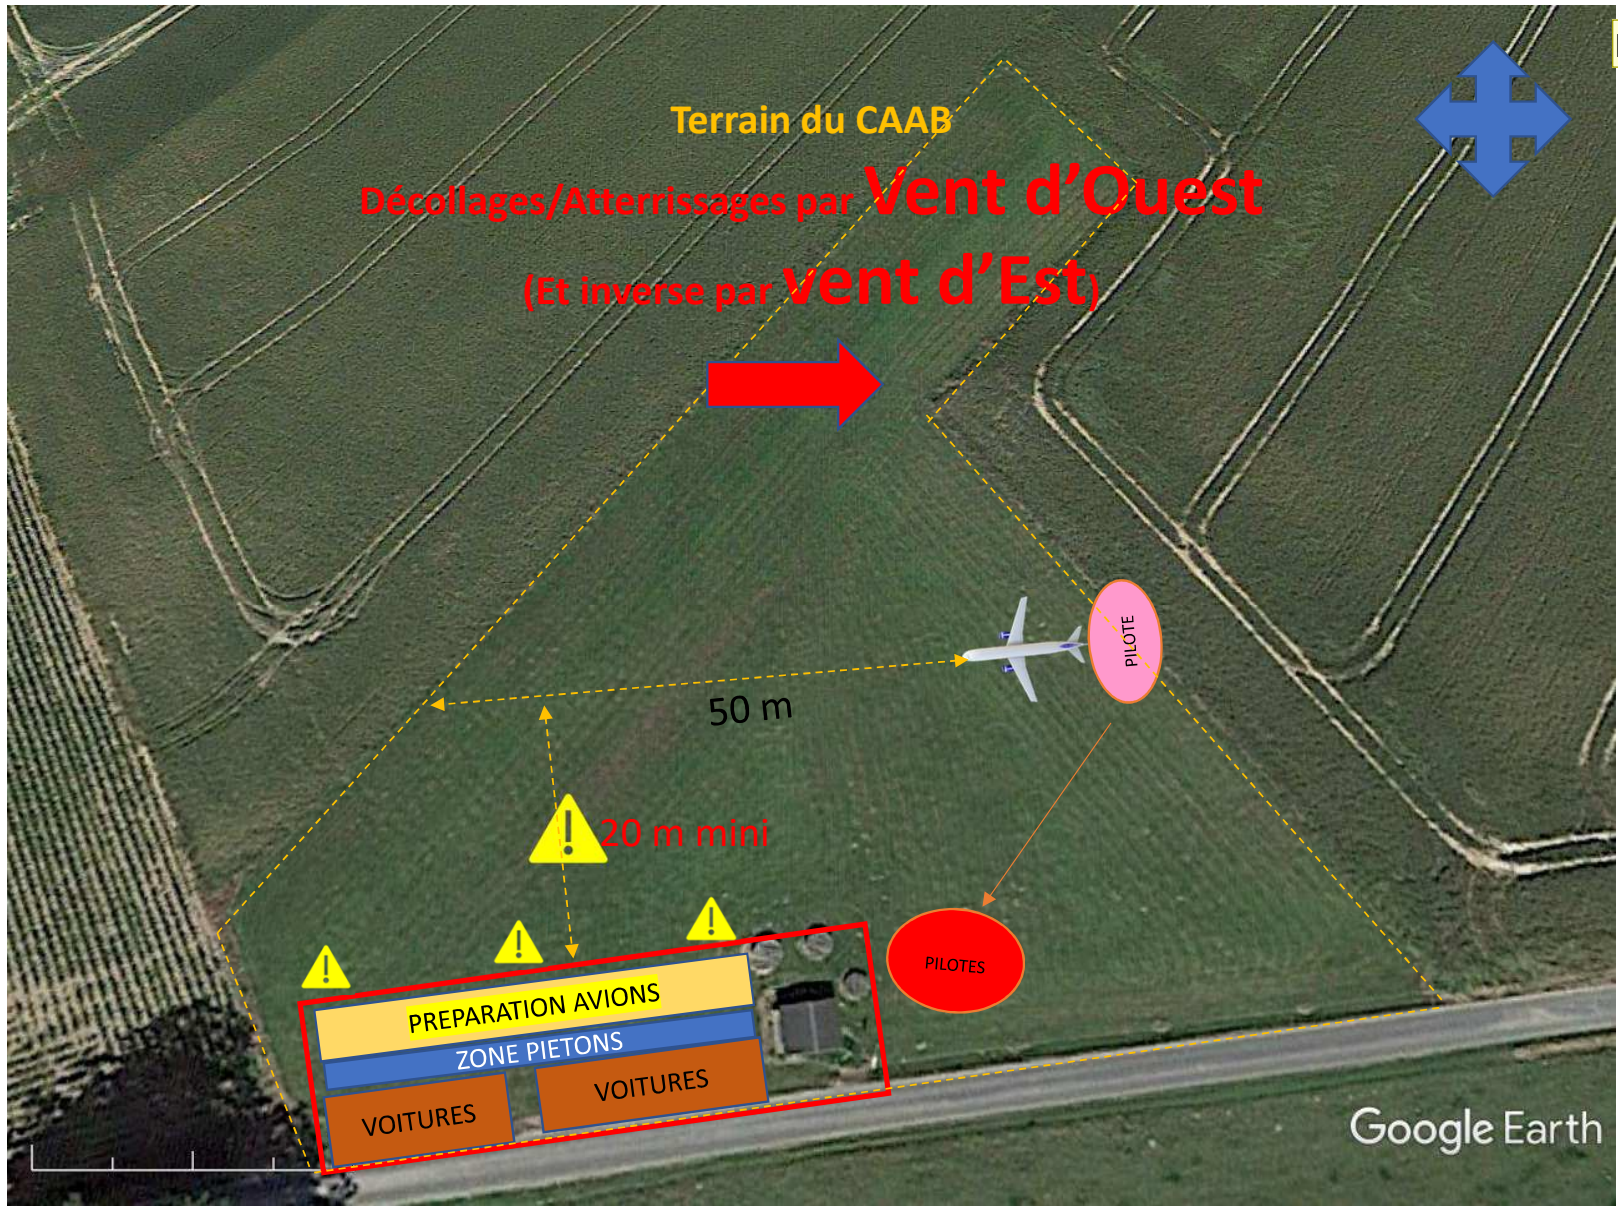 Terrain du CAAB
Décollages/Atterrissages par Vent d’Ouest
(Et inverse par vent d’Est)
PILOTE
50 m
20 m mini
PILOTES
PREPARATION AVIONS
ZONE PIETONS
VOITURES
VOITURES
Google Earth